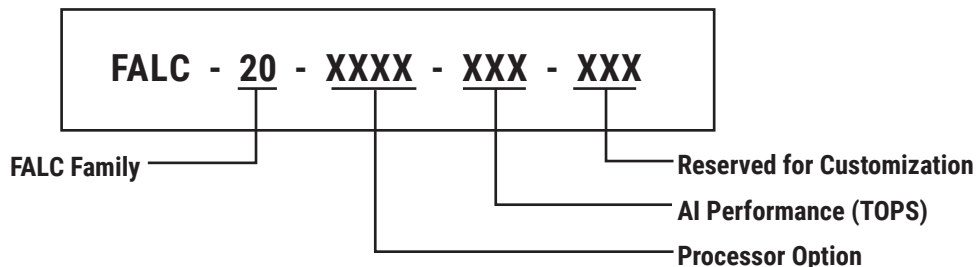 FALC - 20 - XXXX - XXX - XXX
FALC Family
Reserved for Customization
AI Performance (TOPS)
Processor Option